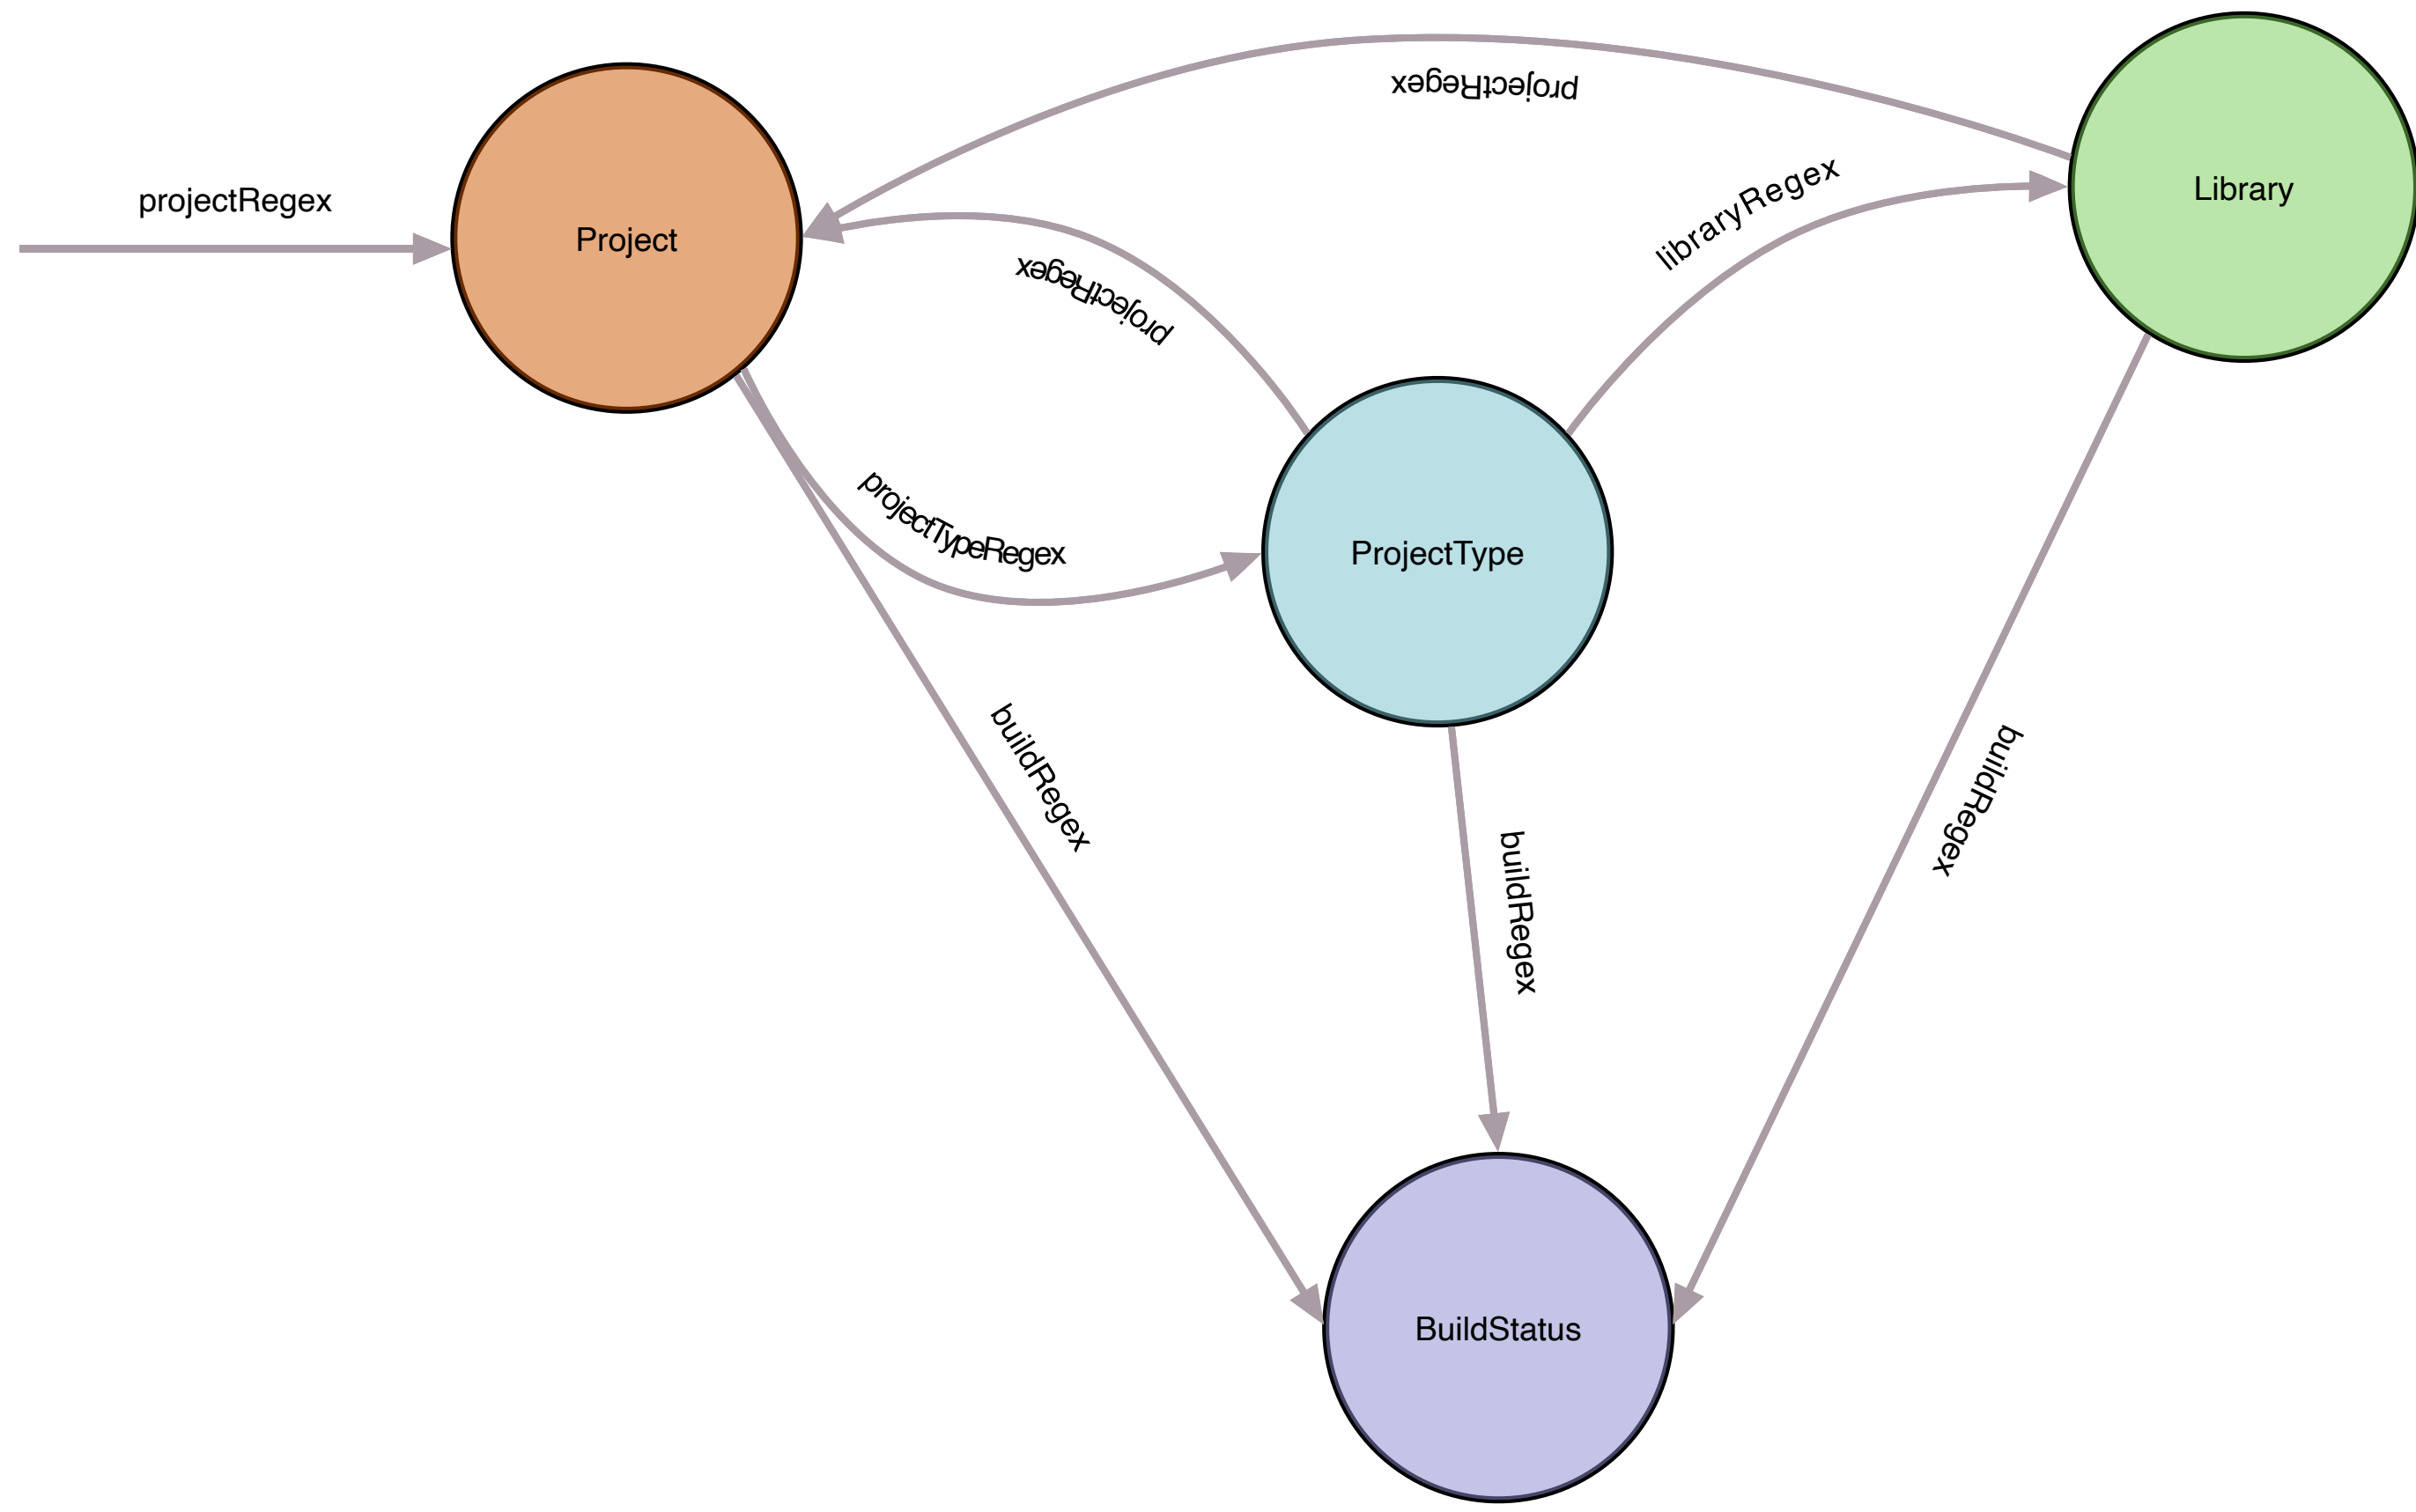 projectRegex
projectRegex
libraryRegex
Library
Project
projectRegex
projectTypeRegex
ProjectType
buildRegex
buildRegex
buildRegex
BuildStatus